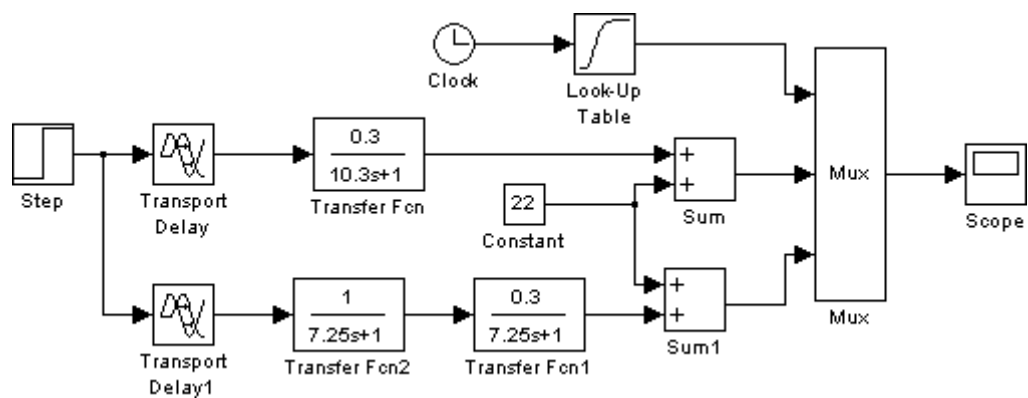 Clock
Look-Up
Table
Step
Transport
Delay
0.3
10.3s+1
Transfer Fcn
22
Constant
+
+
Sum
Mux
Mux
Scope
Transport
Delay1
1
7.25s+1
Transfer Fcn2
0.3
7.25s+1
Transfer Fcn1
+
+
Sum1